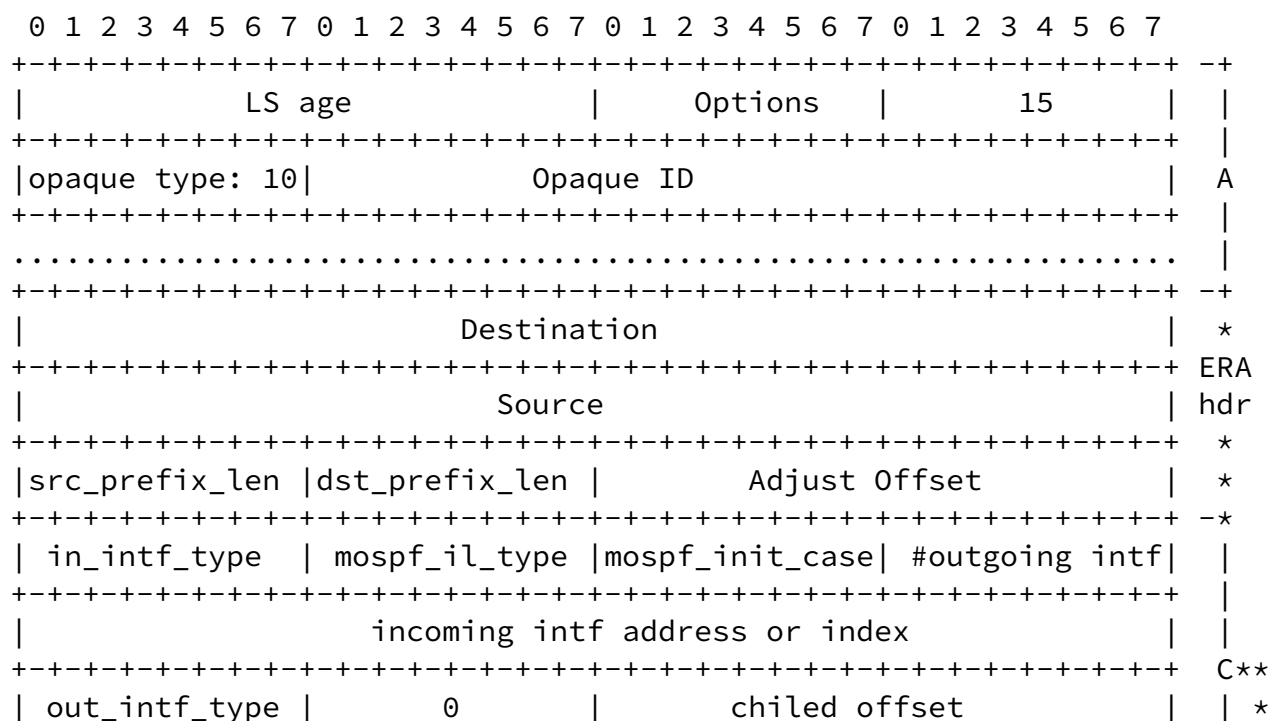 0 1 2 3 4 5 6 7 0 1 2 3 4 5 6 7 0 1 2 3 4 5 6 7 0 1 2 3 4 5 6 7
+-+-+-+-+-+-+-+-+-+-+-+-+-+-+-+-+-+-+-+-+-+-+-+-+-+-+-+-+-+-+-+-+ -+
|            LS age             |     Options   |       15      |  |
+-+-+-+-+-+-+-+-+-+-+-+-+-+-+-+-+-+-+-+-+-+-+-+-+-+-+-+-+-+-+-+-+  |
|opaque type: 10|            Opaque ID                          |  A
+-+-+-+-+-+-+-+-+-+-+-+-+-+-+-+-+-+-+-+-+-+-+-+-+-+-+-+-+-+-+-+-+  |
.................................................................  |
+-+-+-+-+-+-+-+-+-+-+-+-+-+-+-+-+-+-+-+-+-+-+-+-+-+-+-+-+-+-+-+-+ -+
|                        Destination                            |  *
+-+-+-+-+-+-+-+-+-+-+-+-+-+-+-+-+-+-+-+-+-+-+-+-+-+-+-+-+-+-+-+-+ ERA
|                          Source                               | hdr
+-+-+-+-+-+-+-+-+-+-+-+-+-+-+-+-+-+-+-+-+-+-+-+-+-+-+-+-+-+-+-+-+  *
|src_prefix_len |dst_prefix_len |        Adjust Offset          |  *
+-+-+-+-+-+-+-+-+-+-+-+-+-+-+-+-+-+-+-+-+-+-+-+-+-+-+-+-+-+-+-+-+ -*
| in_intf_type  | mospf_il_type |mospf_init_case| #outgoing intf|  |
+-+-+-+-+-+-+-+-+-+-+-+-+-+-+-+-+-+-+-+-+-+-+-+-+-+-+-+-+-+-+-+-+  |
|                   incoming intf address or index              |  |
+-+-+-+-+-+-+-+-+-+-+-+-+-+-+-+-+-+-+-+-+-+-+-+-+-+-+-+-+-+-+-+-+  C**
| out_intf_type |       0       |       chiled offset           |  | *